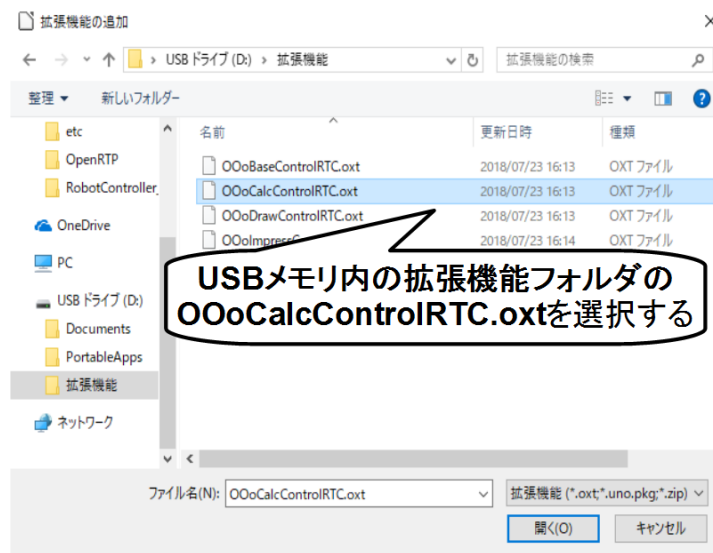 拡張機能の追加
USB ドライブ (D:) › 拡張機能
拡張機能の検索
整理
新しいフォルダー
etc
OpenRTP
RobotController_
OneDrive
PC
USB ドライブ (D:)
Documents
PortableApps
拡張機能
ネットワーク
名前 更新日時 種類
OOoBaseControlRTC.oxt 2018/07/23 16:13 OXT ファイル
OOoCalcControlRTC.oxt 2018/07/23 16:13 OXT ファイル
OOoDrawControlRTC.oxt 2018/07/23 16:13 OXT ファイル
2018/07/23 16:14 OXT ファイル
USBメモリ内の拡張機能フォルダの
OOoCalcControlRTC.oxtを選択する
ファイル名(N): OOoCalcControlRTC.oxt
拡張機能 (*.oxt;*.uno.pkg;*.zip)
開く(O) キャンセル